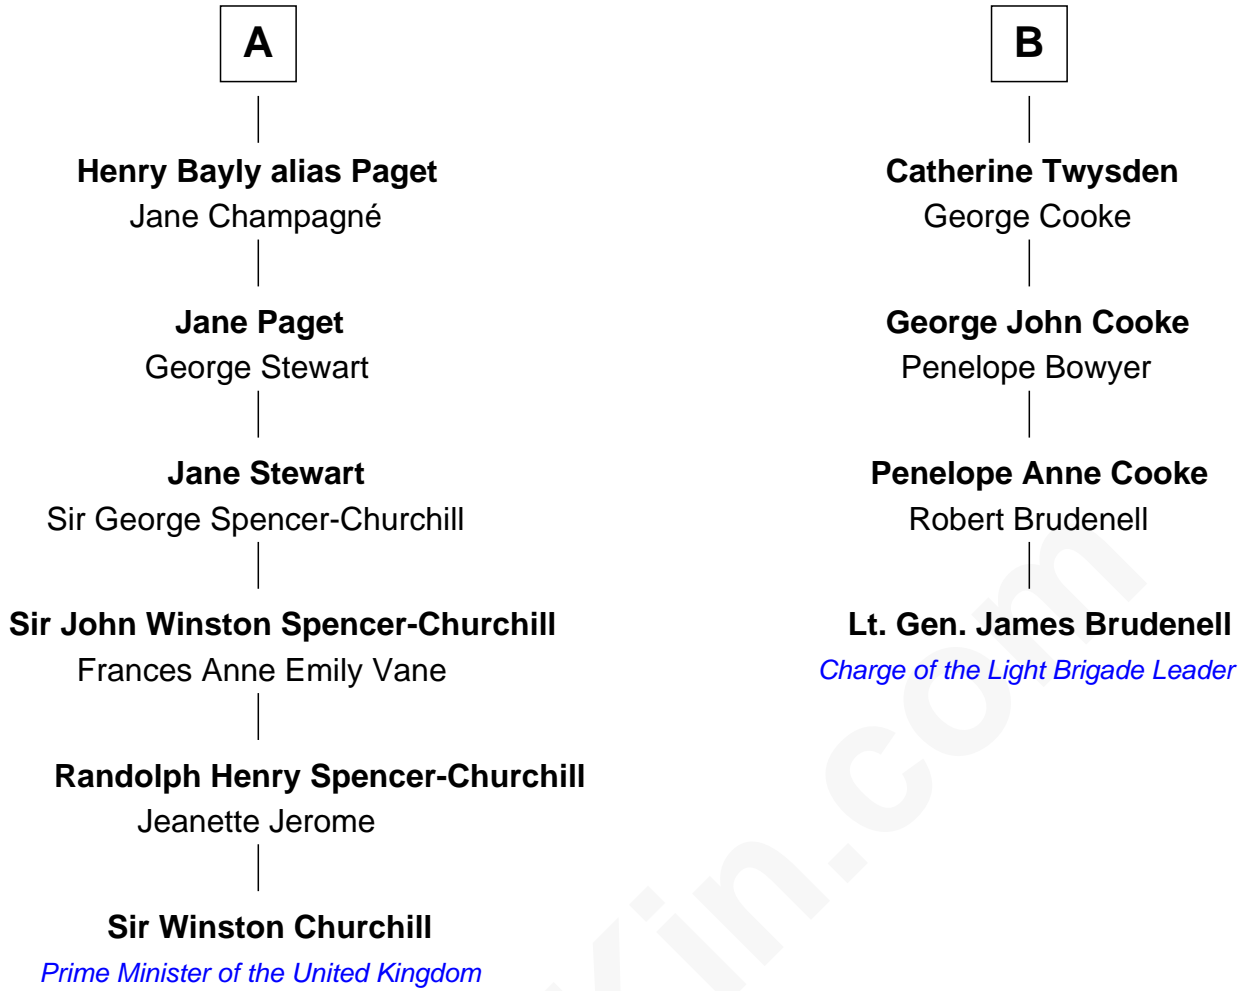 A
Henry Bayly alias Paget
Jane Champagné
Jane Paget
George Stewart
Jane Stewart
Sir George Spencer-Churchill
Sir John Winston Spencer-Churchill
Frances Anne Emily Vane
Randolph Henry Spencer-Churchill
Jeanette Jerome
Sir Winston Churchill
Prime Minister of the United Kingdom
B
Catherine Twysden
George Cooke
George John Cooke
Penelope Bowyer
Penelope Anne Cooke
Robert Brudenell
Lt. Gen. James Brudenell
Charge of the Light Brigade Leader
Kin.com